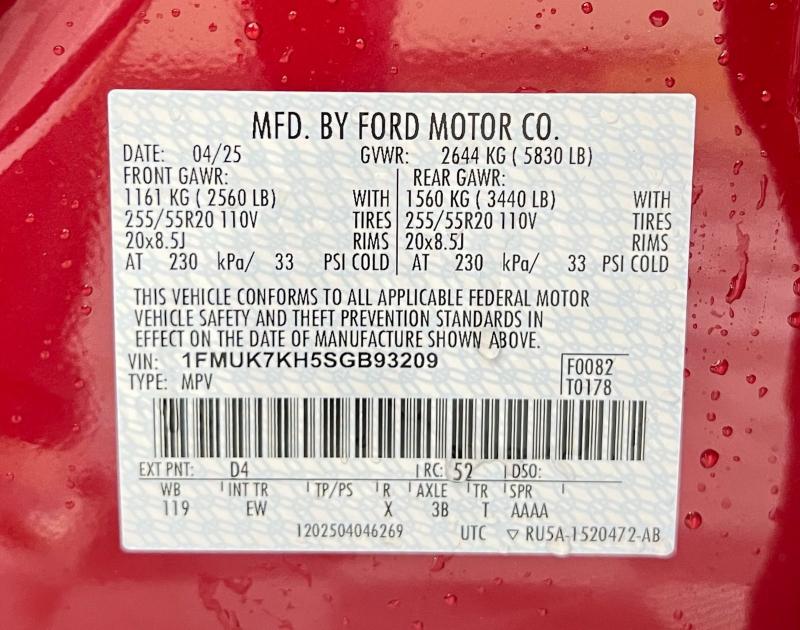 MFD. BY FORD MOTOR CO.
DATE: 04/25 GVWR: 2644 KG ( 5830 LB)
FRONT GAWR: REAR GAWR:
1161 KG ( 2560 LB) WITH 1560 KG ( 3440 LB) WITH
255/55R20 110V TIRES 255/55R20 110V TIRES
20x8.5J RIMS 20x8.5J RIMS
AT 230 kPa/ 33 PSI COLD AT 230 kPa/ 33 PSI COLD
THIS VEHICLE CONFORMS TO ALL APPLICABLE FEDERAL MOTOR
VEHICLE SAFETY AND THEFT PREVENTION STANDARDS IN
EFFECT ON THE DATE OF MANUFACTURE SHOWN ABOVE.
VIN: 1FMUK7KH5SGB93209 F0082
TYPE: MPV T0178
EXT PNT: D4 RC: 52 DSO:
WB INT TR TP/PS R AXLE TR SPR
119 EW X 3B T AAAA
1202504046269 UTC ▽ RU5A-1520472-AB